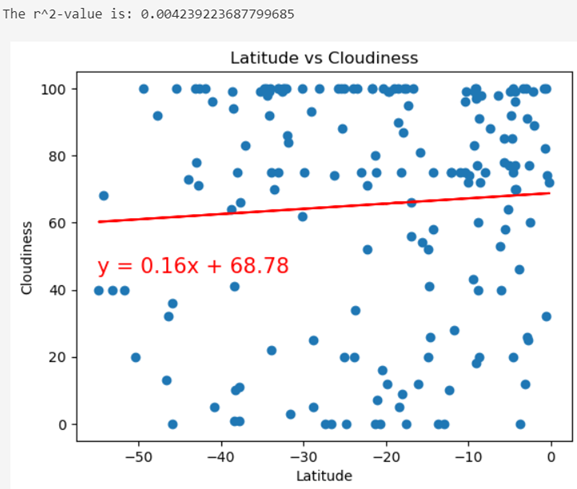 The r^2-value is: 0.004239223687799685
Latitude vs Cloudiness
100
80
60
40
20
0
Cloudiness
y = 0.16x + 68.78
−50
−40
−30
−20
−10
0
Latitude